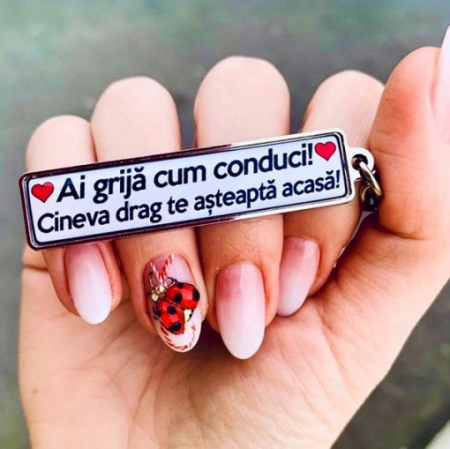 Ai grijă cum conduci!
Cineva drag te așteaptă acasă!